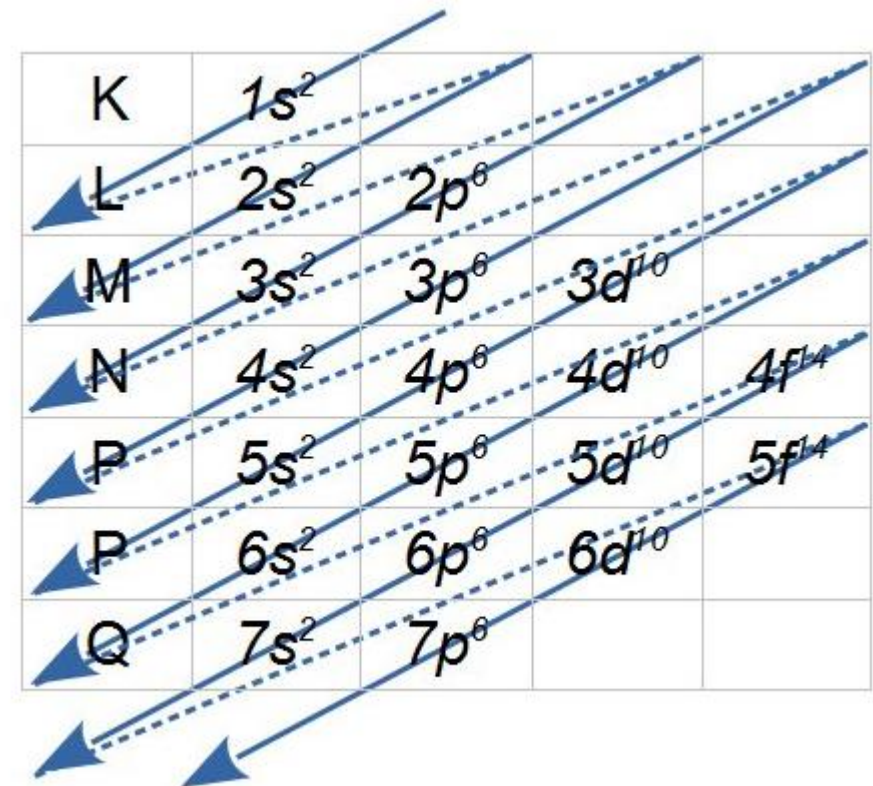 K 1s²
L 2s² 2p⁶
M 3s² 3p⁶ 3d¹⁰
N 4s² 4p⁶ 4d¹⁰ 4f¹⁴
P 5s² 5p⁶ 5d¹⁰ 5f¹⁴
P 6s² 6p⁶ 6d¹⁰
Q 7s² 7p⁶